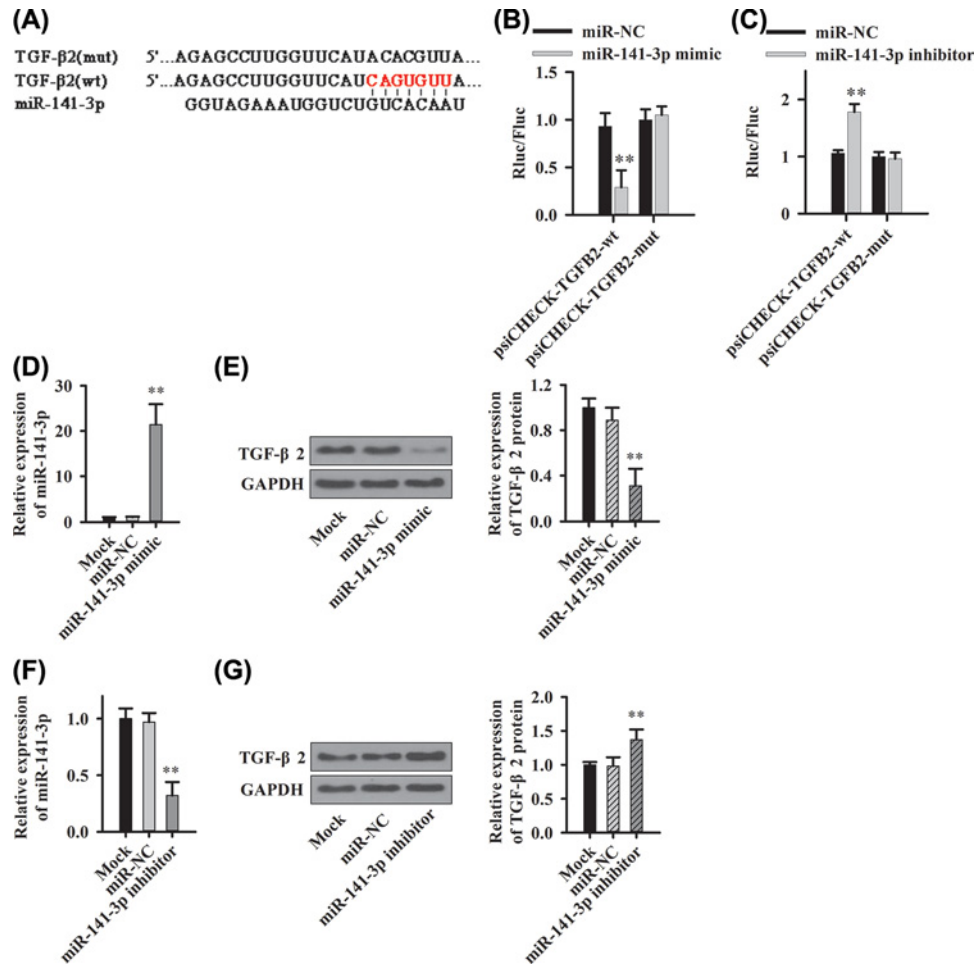 (A)
TGF-β2(mut) 5'...AGAGCCUUGGUUCAUACACGUUA...
TGF-β2(wt) 5'...AGAGCCUUGGUUCAUCAGUGUUA...
miR-141-3p GGUAGAAAUGGUCUGUCACAAU
(B)
miR-NC
miR-141-3p mimic
Rluc/Fluc
1.5
1.0
0.5
0.0
**
psiCHECK-TGFB2-wt
psiCHECK-TGFB2-mut
(C)
miR-NC
miR-141-3p inhibitor
Rluc/Fluc
2
1
0
**
psiCHECK-TGFB2-wt
psiCHECK-TGFB2-mut
(D)
Relative expression
of miR-141-3p
30
20
10
0
**
Mock
miR-NC
miR-141-3p mimic
(E)
TGF-β 2
GAPDH
Mock
miR-NC
miR-141-3p mimic
Relative expression
of TGF-β 2 protein
1.2
0.8
0.4
0.0
**
Mock
miR-NC
miR-141-3p mimic
(F)
Relative expression
of miR-141-3p
1.0
0.5
0.0
**
Mock
miR-NC
miR-141-3p inhibitor
(G)
TGF-β 2
GAPDH
Mock
miR-NC
miR-141-3p inhibitor
Relative expression
of TGF-β 2 protein
2.0
1.5
1.0
0.5
0.0
**
Mock
miR-NC
miR-141-3p inhibitor